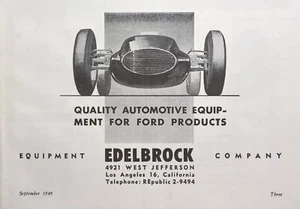 QUALITY AUTOMOTIVE EQUIP-
MENT FOR FORD PRODUCTS
EQUIPMENT EDELBROCK COMPANY
4921 WEST JEFFERSON
Los Angeles 16, California
Telephone: REpublic 2-9494
September 1949 Three